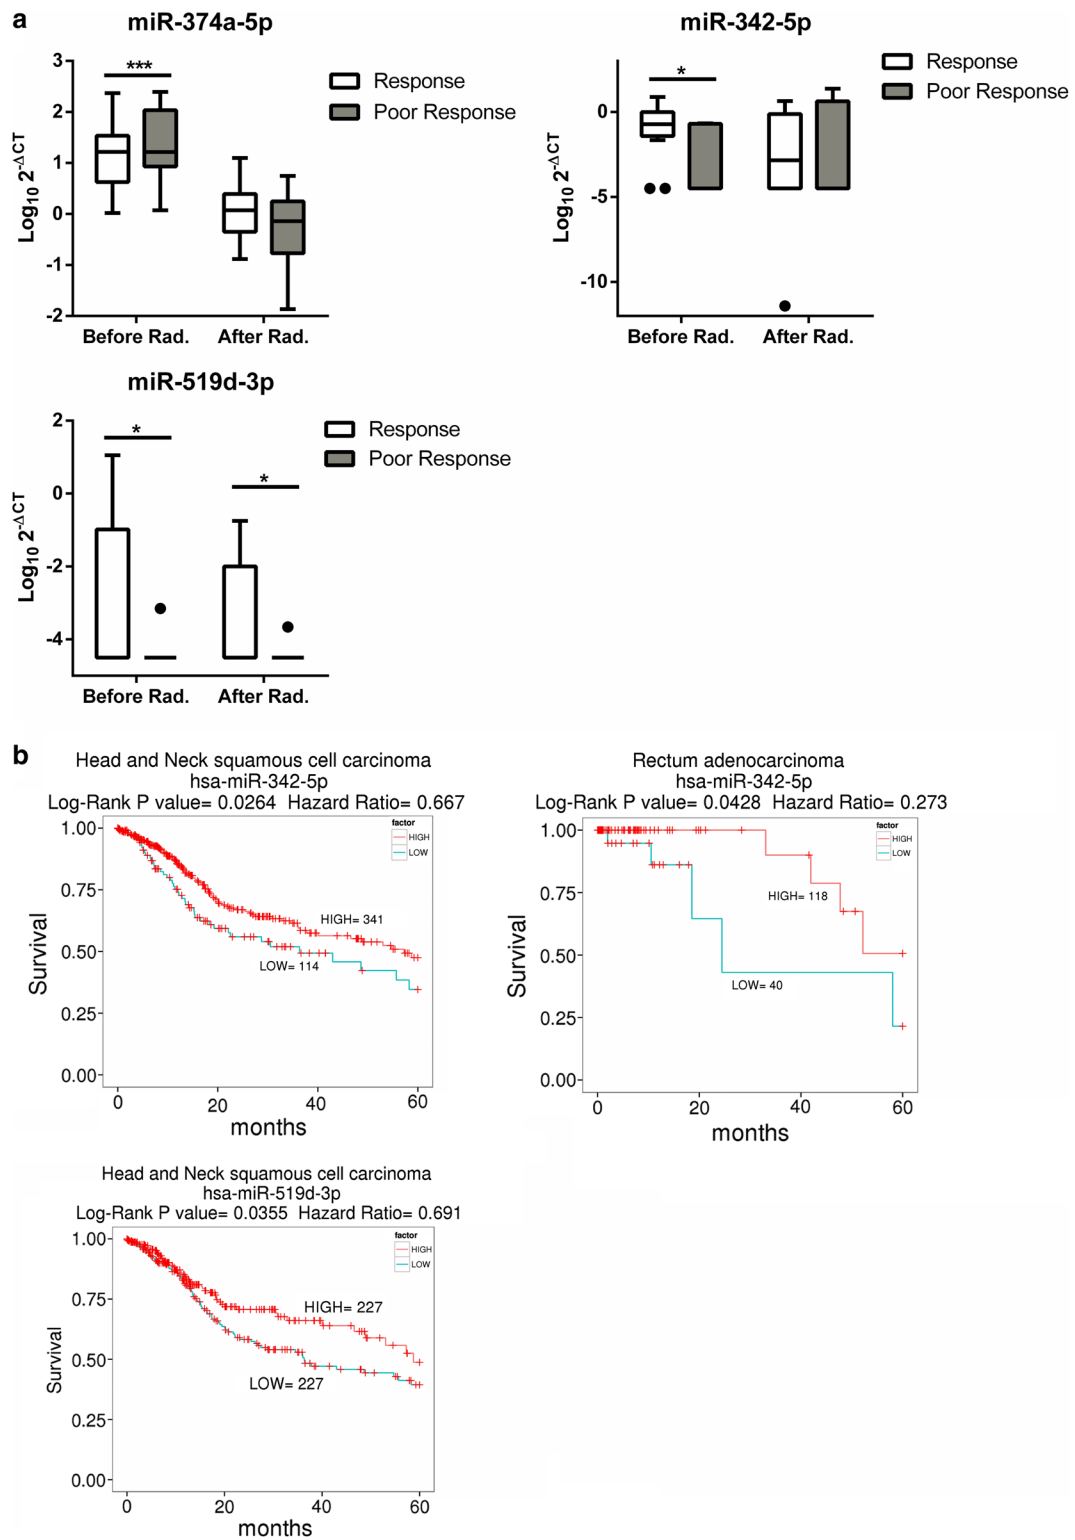 a
miR-374a-5p
3
2
1
0
-1
-2
Log10 2-ΔCT
***
Response
Poor Response
Before Rad.
After Rad.
miR-342-5p
0
-5
-10
Log10 2-ΔCT
*
Response
Poor Response
Before Rad.
After Rad.
miR-519d-3p
2
0
-2
-4
Log10 2-ΔCT
*
*
Response
Poor Response
Before Rad.
After Rad.
b
Head and Neck squamous cell carcinoma
hsa-miR-342-5p
Log-Rank P value= 0.0264 Hazard Ratio= 0.667
factor
HIGH
LOW
1.00
0.75
0.50
0.25
0.00
Survival
HIGH= 341
LOW= 114
0 20 40 60
months
Rectum adenocarcinoma
hsa-miR-342-5p
Log-Rank P value= 0.0428 Hazard Ratio= 0.273
factor
HIGH
LOW
1.00
0.75
0.50
0.25
0.00
Survival
HIGH= 118
LOW= 40
0 20 40 60
months
Head and Neck squamous cell carcinoma
hsa-miR-519d-3p
Log-Rank P value= 0.0355 Hazard Ratio= 0.691
factor
HIGH
LOW
1.00
0.75
0.50
0.25
0.00
Survival
HIGH= 227
LOW= 227
0 20 40 60
months